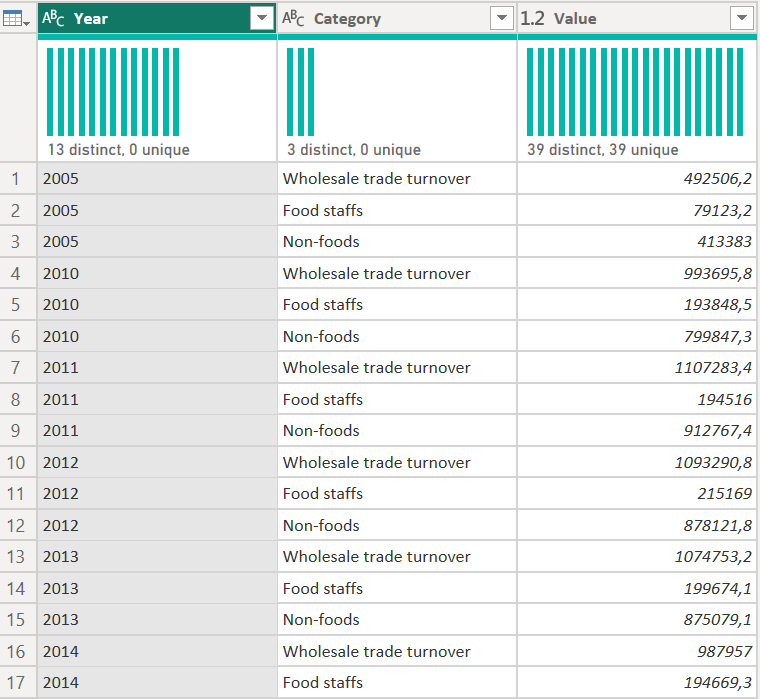 ABC Year ABC Category 1.2 Value
13 distinct, 0 unique 3 distinct, 0 unique 39 distinct, 39 unique
1 2005 Wholesale trade turnover 492506,2
2 2005 Food staffs 79123,2
3 2005 Non-foods 413383
4 2010 Wholesale trade turnover 993695,8
5 2010 Food staffs 193848,5
6 2010 Non-foods 799847,3
7 2011 Wholesale trade turnover 1107283,4
8 2011 Food staffs 194516
9 2011 Non-foods 912767,4
10 2012 Wholesale trade turnover 1093290,8
11 2012 Food staffs 215169
12 2012 Non-foods 878121,8
13 2013 Wholesale trade turnover 1074753,2
14 2013 Food staffs 199674,1
15 2013 Non-foods 875079,1
16 2014 Wholesale trade turnover 987957
17 2014 Food staffs 194669,3